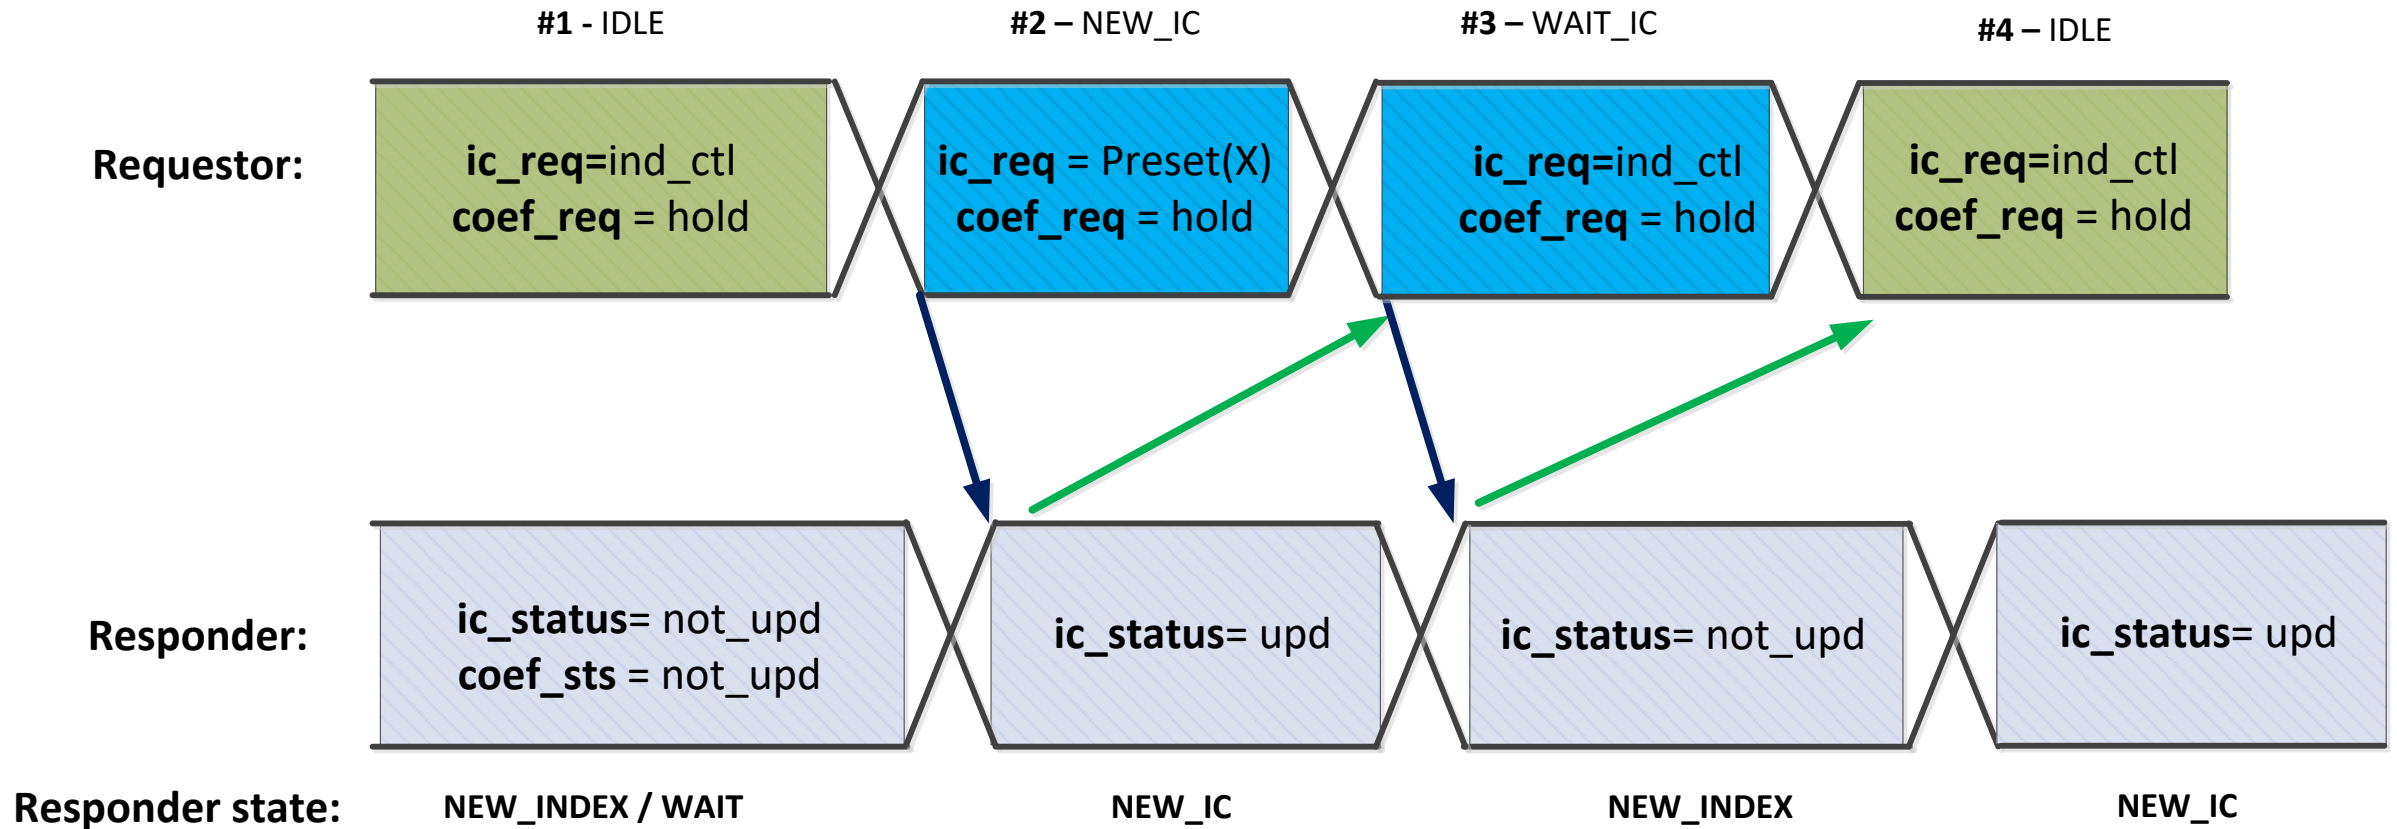 #1 - IDLE
#2 – NEW_IC
#3 – WAIT_IC
#4 – IDLE
Requestor:
ic_req=ind_ctl
coef_req = hold
ic_req = Preset(X)
coef_req = hold
ic_req=ind_ctl
coef_req = hold
ic_req=ind_ctl
coef_req = hold
Responder:
ic_status= not_upd
coef_sts = not_upd
ic_status= upd
ic_status= not_upd
ic_status= upd
Responder state:
NEW_INDEX / WAIT
NEW_IC
NEW_INDEX
NEW_IC